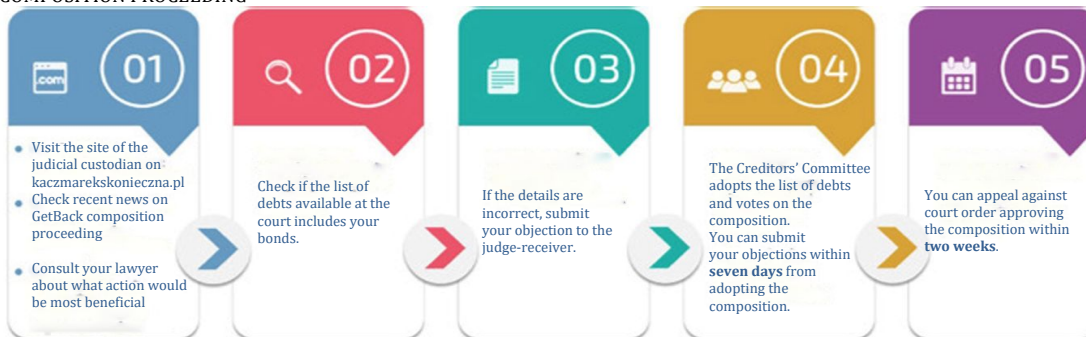 COMPOSITION PROCEEDING
.com
01
Visit the site of the
judicial custodian on
kaczmarekskonieczna.pl
Check recent news on
GetBack composition
proceeding
Consult your lawyer
about what action would
be most beneficial
02
Check if the list of
debts available at the
court includes your
bonds.
03
If the details are
incorrect, submit
your objection to the
judge-receiver.
04
The Creditors' Committee
adopts the list of debts
and votes on the
composition.
You can submit
your objections within
seven days from
adopting the
composition.
05
You can appeal against
court order approving
the composition within
two weeks.